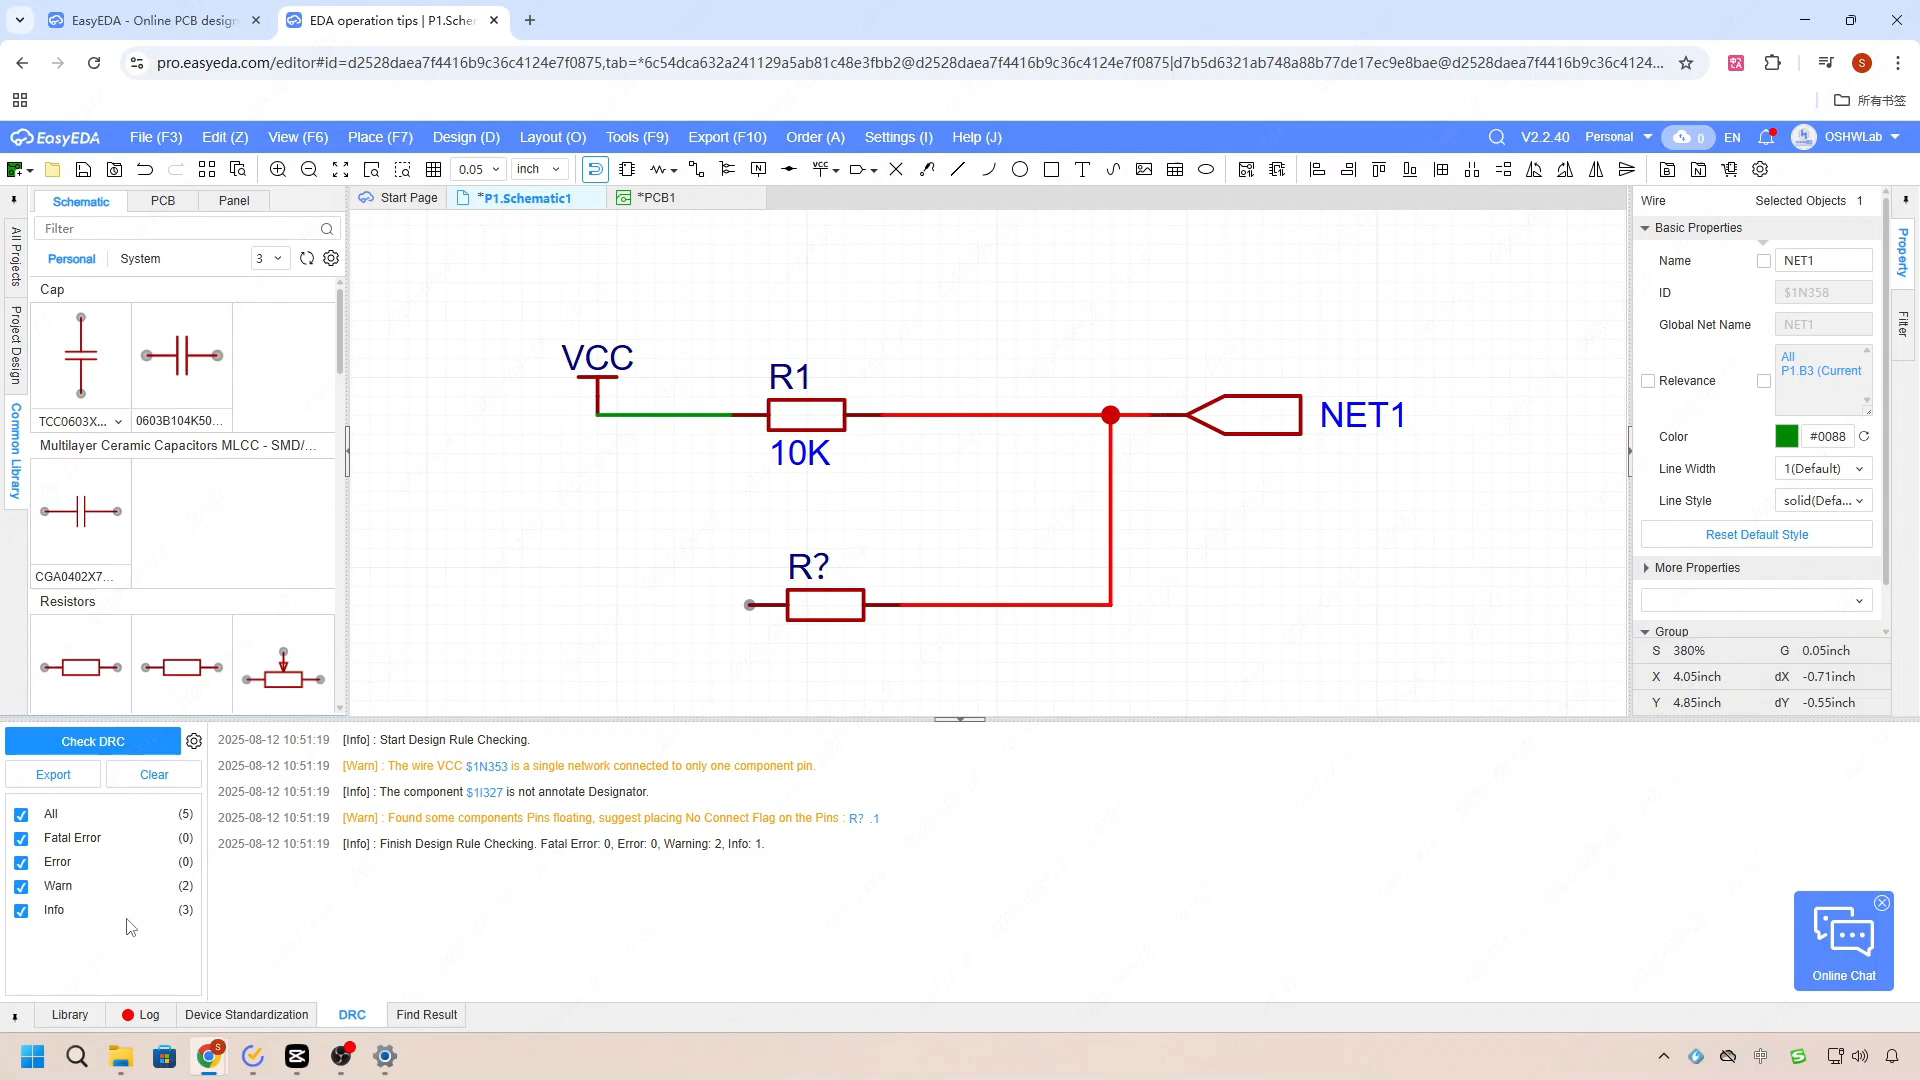 EasyEDA - Online PCB design
EDA operation tips | P1.Schem
pro.easyeda.com/editor#id=d2528daea7f4416b9c36c4124e7f0875,tab=*6c54dca632a241129a5ab81c48e3fbb2@d2528daea7f4416b9c36c4124e7f0875|d7b5d6321ab748a88b77de17ec9e8bae@d2528daea7f4416b9c36c4124...
S
所有书签
EasyEDA File (F3) Edit (Z) View (F6) Place (F7) Design (D) Layout (O) Tools (F9) Export (F10) Order (A) Settings (I) Help (J) V2.2.40 Personal 0 EN OSHWLab
0.05 inch VCC
Schematic PCB Panel
Start Page *P1.Schematic1 *PCB1
Filter
Personal System 3
Cap
TCC0603X... 0603B104K50...
Multilayer Ceramic Capacitors MLCC - SMD/...
CGA0402X7...
Resistors
All Projects
Project Design
Common Library
VCC
R1
10K
NET1
R?
Wire Selected Objects 1
Basic Properties
Name NET1
ID $1N358
Global Net Name NET1
All
P1.B3 (Current
Relevance
Color #0088
Line Width 1(Default)
Line Style solid(Defa...
Reset Default Style
More Properties
Group
S 380% G 0.05inch
X 4.05inch dX -0.71inch
Y 4.85inch dY -0.55inch
Property
Filter
Check DRC
Export Clear
All (5)
Fatal Error (0)
Error (0)
Warn (2)
Info (3)
2025-08-12 10:51:19 [Info] : Start Design Rule Checking.
2025-08-12 10:51:19 [Warn] : The wire VCC $1N353 is a single network connected to only one component pin.
2025-08-12 10:51:19 [Info] : The component $1I327 is not annotate Designator.
2025-08-12 10:51:19 [Warn] : Found some components Pins floating, suggest placing No Connect Flag on the Pins : R? .1
2025-08-12 10:51:19 [Info] : Finish Design Rule Checking. Fatal Error: 0, Error: 0, Warning: 2, Info: 1.
Online Chat
Library Log Device Standardization DRC Find Result
中